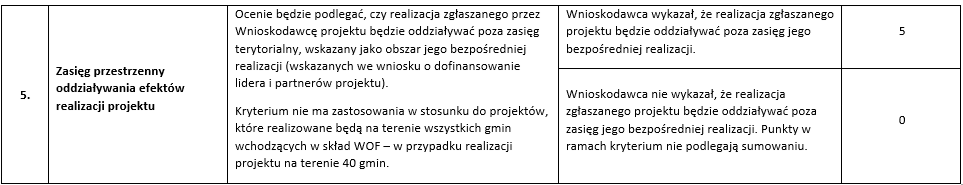 5.
Zasięg przestrzenny
oddziaływania efektów
realizacji projektu
Ocenie będzie podlegać, czy realizacja zgłaszanego przez
Wnioskodawcę projektu będzie oddziaływać poza zasięg
terytorialny, wskazany jako obszar jego bezpośredniej
realizacji (wskazanych we wniosku o dofinansowanie
lidera i partnerów projektu).
Kryterium nie ma zastosowania w stosunku do projektów,
które realizowane będą na terenie wszystkich gmin
wchodzących w skład WOF – w przypadku realizacji
projektu na terenie 40 gmin.
Wnioskodawca wykazał, że realizacja zgłaszanego
projektu będzie oddziaływać poza zasięg jego
bezpośredniej realizacji.
5
Wnioskodawca nie wykazał, że realizacja
zgłaszanego projektu będzie oddziaływać poza
zasięg jego bezpośredniej realizacji. Punkty w
ramach kryterium nie podlegają sumowaniu.
0